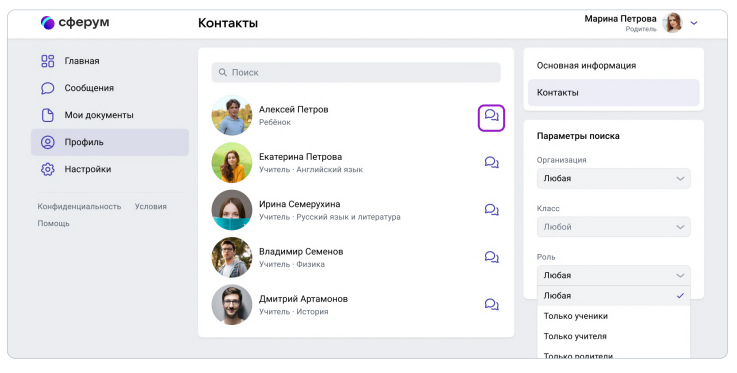 сферум
Контакты
Марина Петрова
Родитель
Главная
Сообщения
Мои документы
Профиль
Настройки
Конфиденциальность Условия
Помощь
Поиск
Алексей Петров
Ребёнок
Екатерина Петрова
Учитель · Английский язык
Ирина Семерухина
Учитель · Русский язык и литература
Владимир Семенов
Учитель · Физика
Дмитрий Артамонов
Учитель · История
Основная информация
Контакты
Параметры поиска
Организация
Любая
Класс
Любой
Роль
Любая
Любая
Только ученики
Только учителя
Только родители